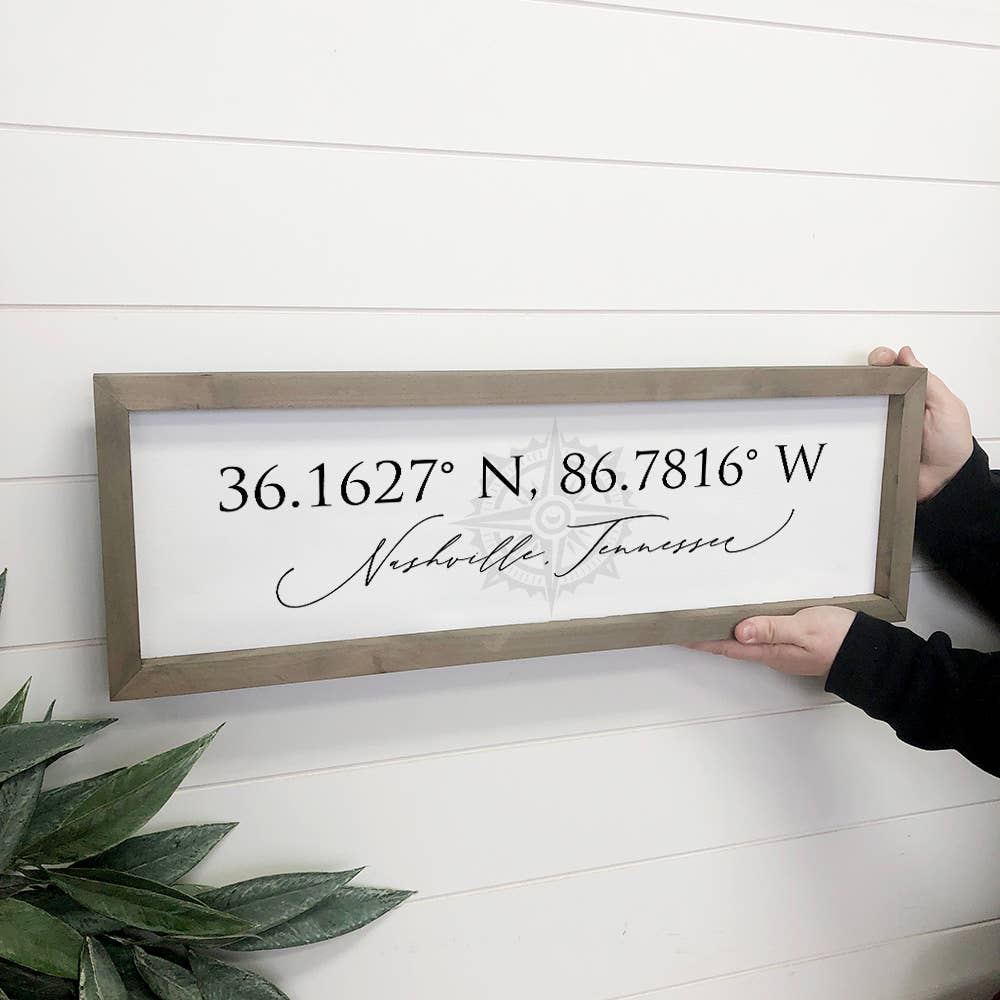 36.1627° N, 86.7816° W
Nashville, Tennessee